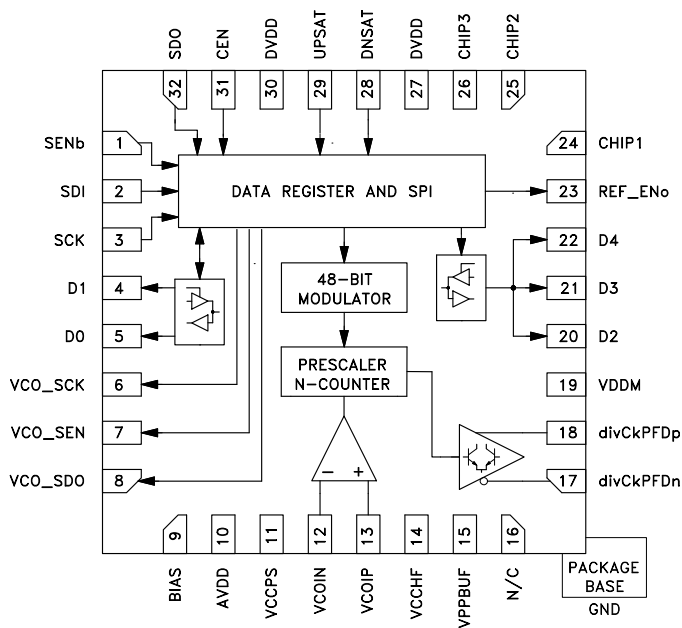 SDO CEN DVDD UPSAT DNSAT DVDD CHIP3 CHIP2
32 31 30 29 28 27 26 25
SENb 1
24 CHIP1
SDI 2
DATA REGISTER AND SPI
23 REF_ENo
SCK 3
22 D4
D1 4
48-BIT
MODULATOR
21 D3
D0 5
20 D2
VCO_SCK 6
PRESCALER
N-COUNTER
19 VDDM
VCO_SEN 7
18 divCkPFDp
VCO_SDO 8
− +
17 divCkPFDn
9 10 11 12 13 14 15 16
BIAS AVDD VCCPS VCOIN VCOIP VCCHF VPPBUF N/C
PACKAGE
BASE
GND